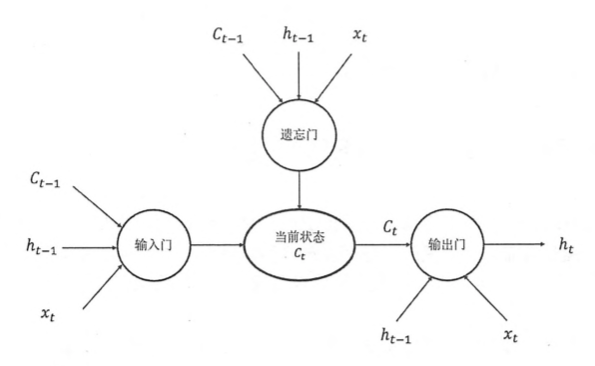 C_{t-1} h_{t-1} x_t
遗忘门
C_{t-1}
h_{t-1}
x_t
输入门
当前状态
C_t
C_t
输出门
h_t
h_{t-1} x_t